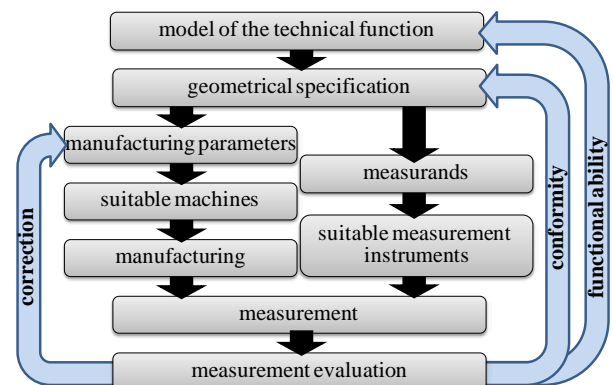 model of the technical function
geometrical specification
manufacturing parameters
measurands
suitable machines
suitable measurement
instruments
manufacturing
measurement
measurement evaluation
correction
conformity
functional ability